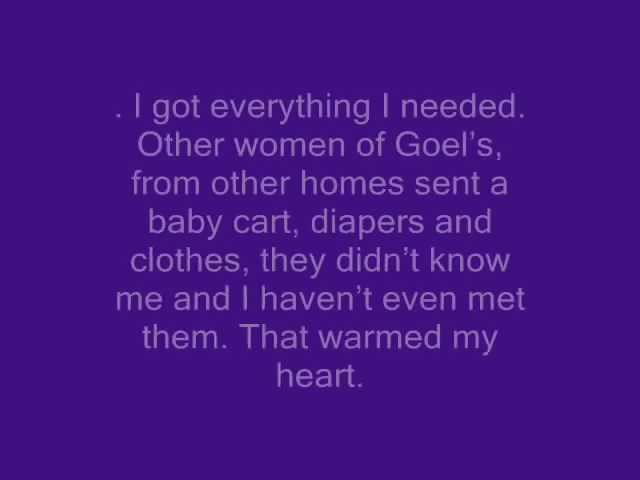 . I got everything I needed.
Other women of Goel’s,
from other homes sent a
baby cart, diapers and
clothes, they didn’t know
me and I haven’t even met
them. That warmed my
heart.